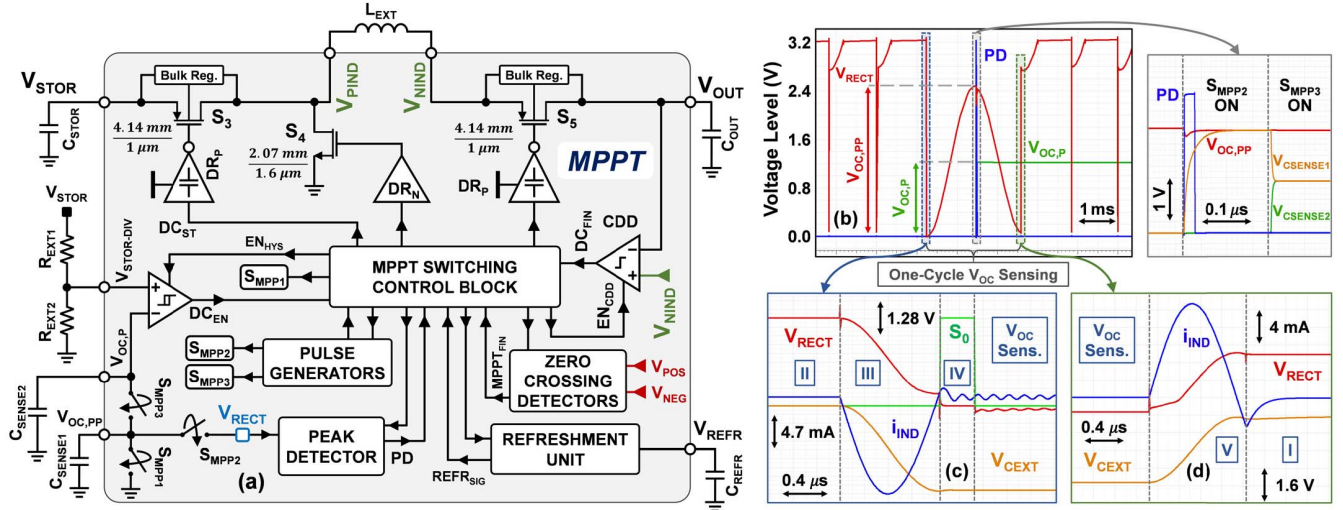 L_EXT
Bulk Reg.
V_PIND
V_NIND
Bulk Reg.
V_STOR
V_OUT
C_STOR
S_3
S_4
S_5
C_OUT
4.14 mm
1 μm
2.07 mm
1.6 μm
4.14 mm
1 μm
MPPT
DR_P
DR_N
DR_P
V_STOR
DC_ST
CDD
DC_FIN
R_EXT1
V_STOR-DIV
EN_HYS
S_MPP1
MPPT SWITCHING
CONTROL BLOCK
EN_CDD
V_NIND
R_EXT2
DC_EN
V_OC,P
S_MPP2
S_MPP3
PULSE
GENERATORS
MPPT_FIN
ZERO
CROSSING
DETECTORS
V_POS
V_NEG
C_SENSE2
S_MPP3
V_OC,PP
V_RECT
S_MPP2
C_SENSE1
S_MPP1
PEAK
DETECTOR
PD
REFR_SIG
REFRESHMENT
UNIT
V_REFR
C_REFR
(a)
Voltage Level (V)
3.2
2.4
1.6
0.8
0.0
V_RECT
PD
V_OC,PP
V_OC,P
V_OC,P
(b)
1 ms
One-Cycle V_OC Sensing
S_MPP2
ON
S_MPP3
ON
PD
V_OC,PP
V_CSENSE1
V_CSENSE2
1 V
0.1 μs
1.28 V
S_0
V_OC
Sens.
V_RECT
II
III
IV
4.7 mA
i_IND
V_CEXT
0.4 μs
(c)
V_OC
Sens.
i_IND
4 mA
V_RECT
0.4 μs
V_CEXT
V
I
(d)
1.6 V